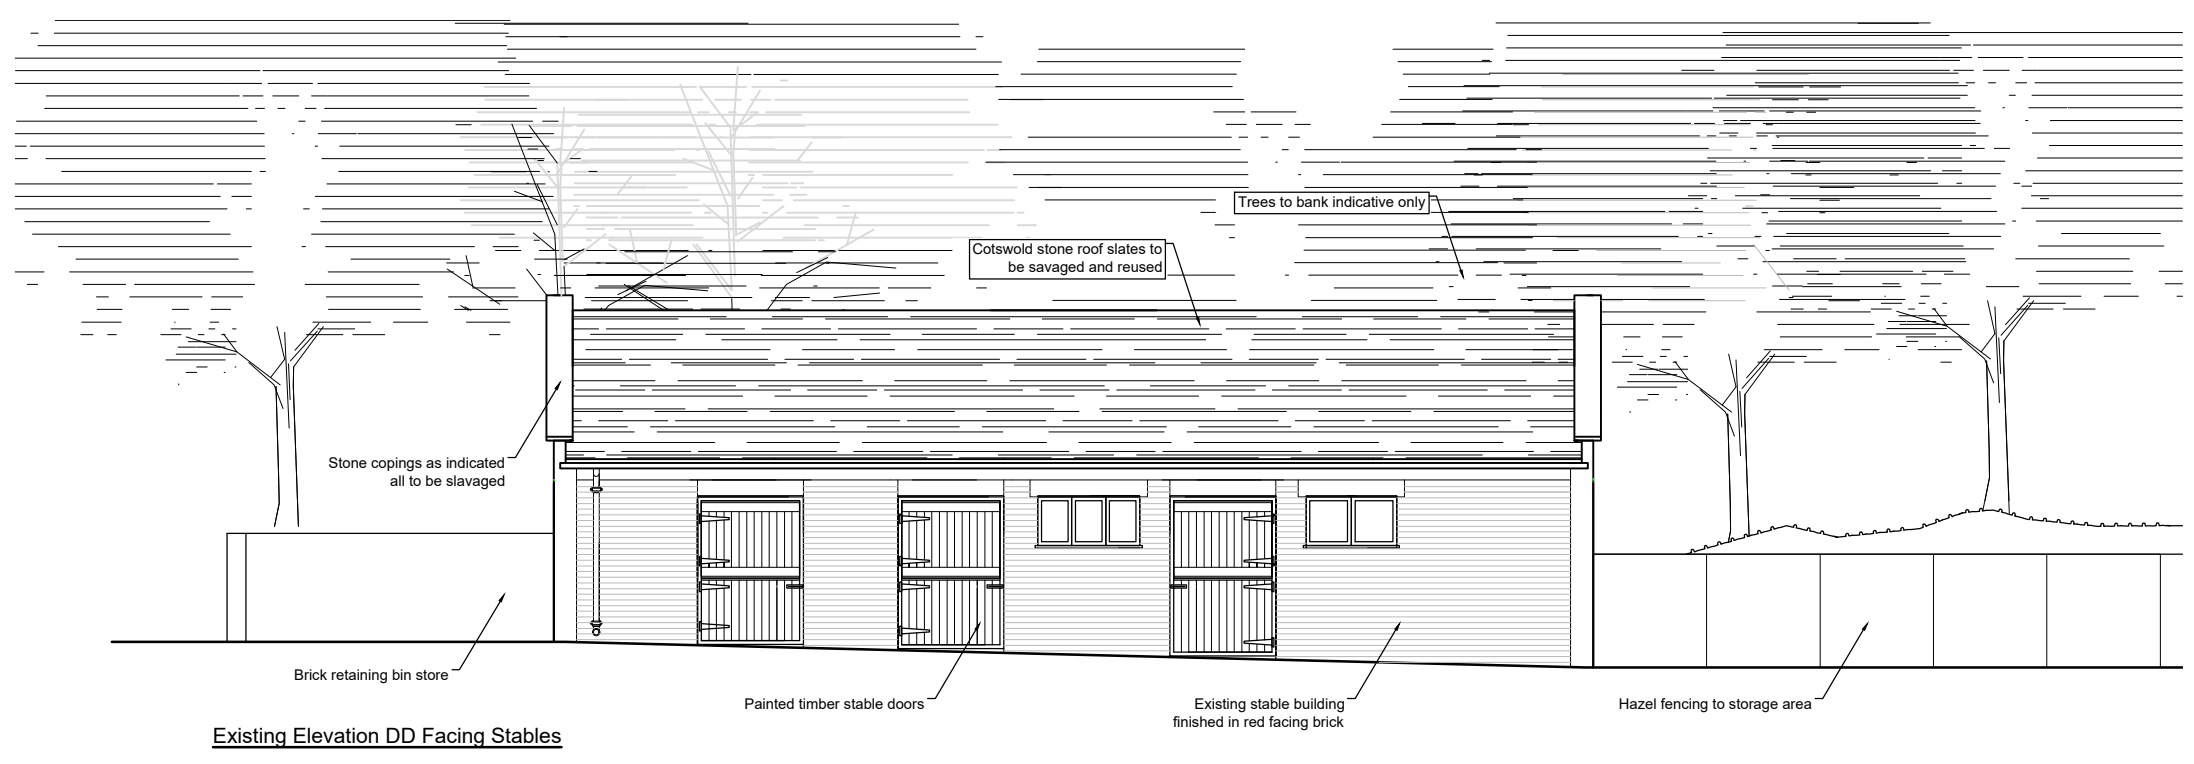 Trees to bank indicative only
Cotswold stone roof slates to
be savaged and reused
Stone copings as indicated
all to be slavaged
Brick retaining bin store
Painted timber stable doors
Existing stable building
finished in red facing brick
Hazel fencing to storage area
Existing Elevation DD Facing Stables